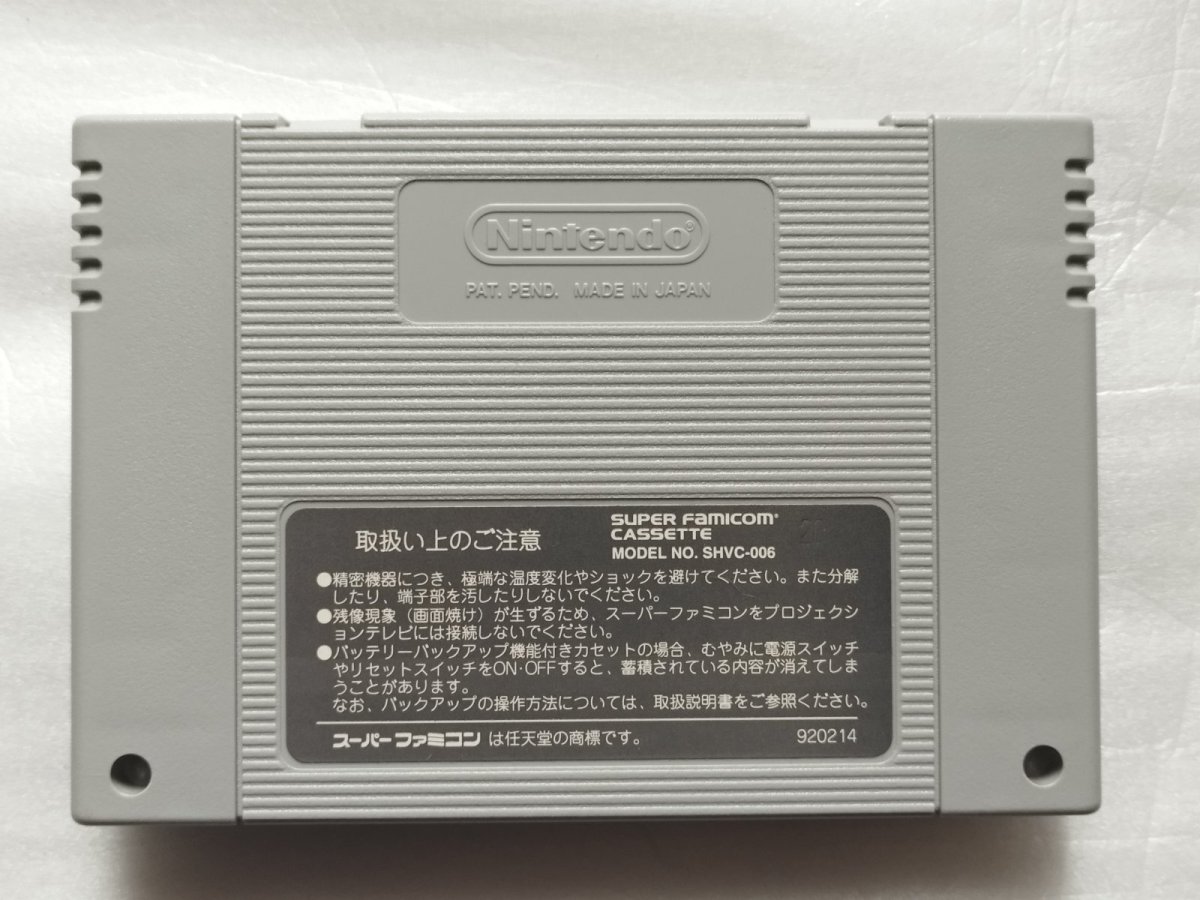 Nintendo®
PAT. PEND. MADE IN JAPAN
取扱い上のご注意
SUPER FAMICOM®
CASSETTE
MODEL NO. SHVC-006
●精密機器につき、極端な温度変化やショックを避けてください。また分解
したり、端子部を汚したりしないでください。
●残像現象（画面焼け）が生ずるため、スーパーファミコンをプロジェクシ
ョンテレビには接続しないでください。
●バッテリーバックアップ機能付きカセットの場合、むやみに電源スイッチ
やリセットスイッチをON·OFFすると、蓄積されている内容が消えてしま
うことがあります。
なお、バックアップの操作方法については、取扱説明書をご参照ください。
スーパーファミコン は任天堂の商標です。
920214